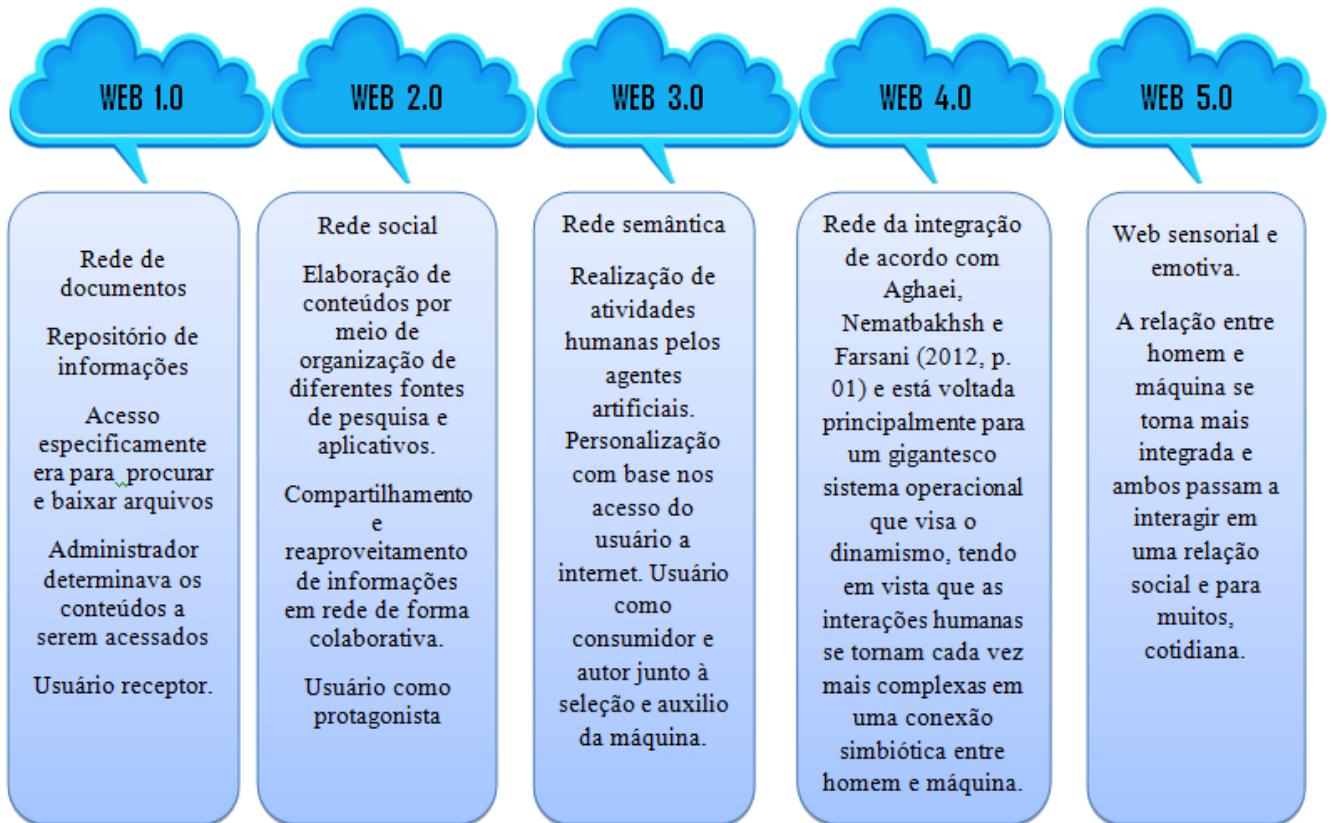 WEB 1.0
Rede de
documentos
Repositório de
informações
Acesso
especificamente
era para procurar
e baixar arquivos
Administrador
determinava os
conteúdos a
serem acessados
Usuário receptor.
WEB 2.0
Rede social
Elaboração de
conteúdos por
meio de
organização de
diferentes fontes
de pesquisa e
aplicativos.
Compartilhamento
e
reaproveitamento
de informações
em rede de forma
colaborativa.
Usuário como
protagonista
WEB 3.0
Rede semântica
Realização de
atividades
humanas pelos
agentes
artificiais.
Personalização
com base nos
acesso do
usuário a
internet. Usuário
como
consumidor e
autor junto à
seleção e auxilio
da máquina.
WEB 4.0
Rede da integração
de acordo com
Aghaei,
Nematbakhsh e
Farsani (2012, p.
01) e está voltada
principalmente para
um gigantesco
sistema operacional
que visa o
dinamismo, tendo
em vista que as
interações humanas
se tornam cada vez
mais complexas em
uma conexão
simbiótica entre
homem e máquina.
WEB 5.0
Web sensorial e
emotiva.
A relação entre
homem e
máquina se
torna mais
integrada e
ambos passam a
interagir em
uma relação
social e para
muitos,
cotidiana.